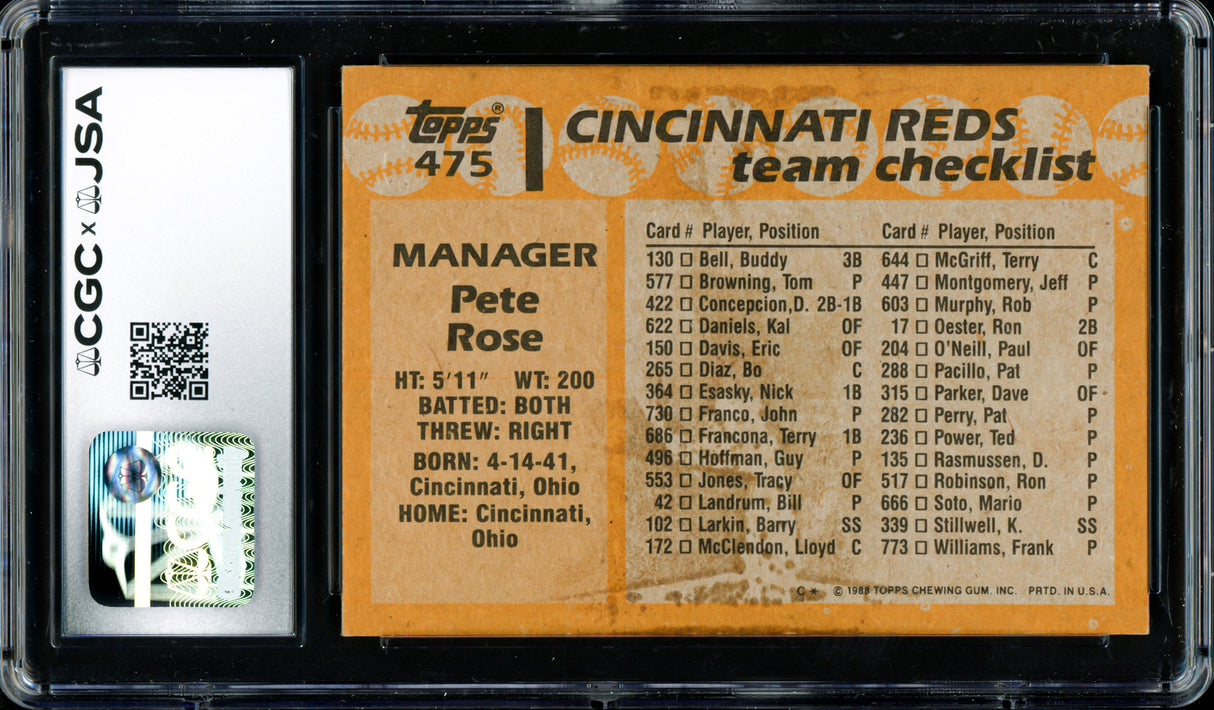 CGC x JSA
Topps®
475
CINCINNATI REDS
team checklist
MANAGER
Pete
Rose
HT: 5'11" WT: 200
BATTED: BOTH
THREW: RIGHT
BORN: 4-14-41,
Cincinnati, Ohio
HOME: Cincinnati,
Ohio
Card # Player, Position
130 Bell, Buddy 3B
577 Browning, Tom P
422 Concepcion,D. 2B-1B
622 Daniels, Kal OF
150 Davis, Eric OF
265 Diaz, Bo C
364 Esasky, Nick 1B
730 Franco, John P
686 Francona, Terry 1B
496 Hoffman, Guy P
553 Jones, Tracy OF
42 Landrum, Bill P
102 Larkin, Barry SS
172 McClendon, Lloyd C
Card # Player, Position
644 McGriff, Terry C
447 Montgomery, Jeff P
603 Murphy, Rob P
17 Oester, Ron 2B
204 O'Neill, Paul OF
288 Pacillo, Pat P
315 Parker, Dave OF
282 Perry, Pat P
236 Power, Ted P
135 Rasmussen, D. P
517 Robinson, Ron P
666 Soto, Mario P
339 Stillwell, K. SS
773 Williams, Frank P
C* © 1988 TOPPS CHEWING GUM. INC. PRTD. IN U.S.A.